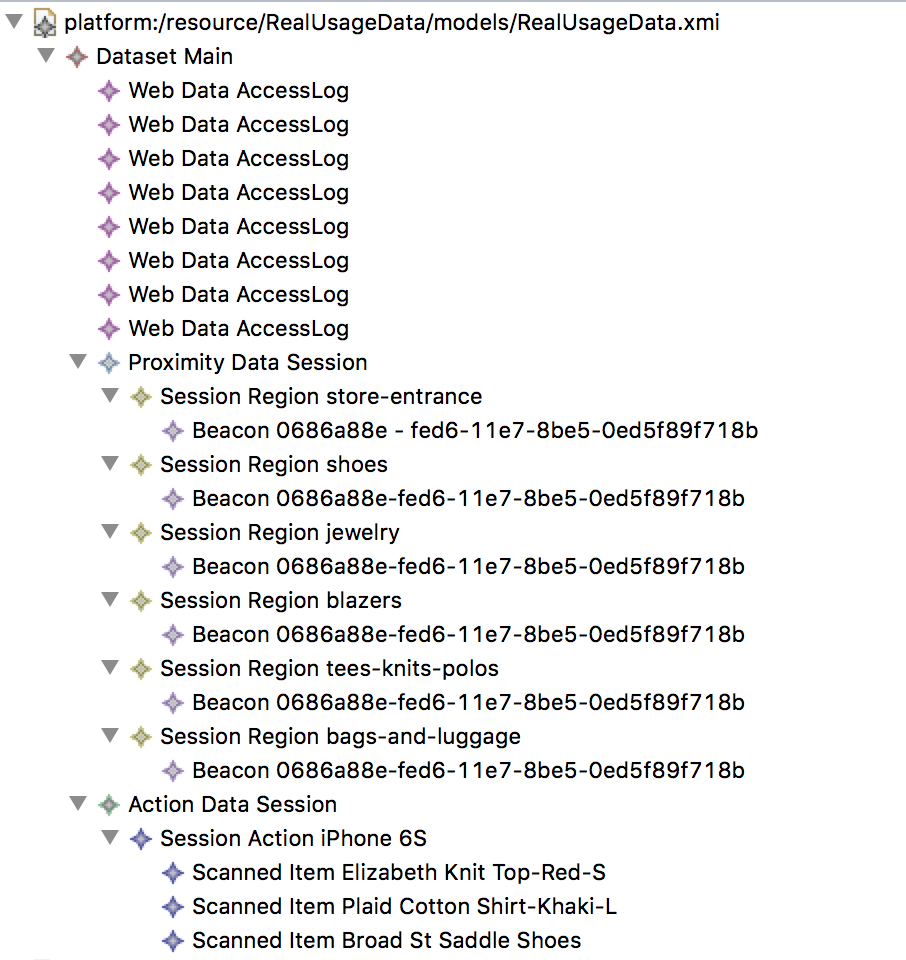 platform:/resource/RealUsageData/models/RealUsageData.xmi
Dataset Main
Web Data AccessLog
Web Data AccessLog
Web Data AccessLog
Web Data AccessLog
Web Data AccessLog
Web Data AccessLog
Web Data AccessLog
Web Data AccessLog
Proximity Data Session
Session Region store-entrance
Beacon 0686a88e - fed6-11e7-8be5-0ed5f89f718b
Session Region shoes
Beacon 0686a88e-fed6-11e7-8be5-0ed5f89f718b
Session Region jewelry
Beacon 0686a88e-fed6-11e7-8be5-0ed5f89f718b
Session Region blazers
Beacon 0686a88e-fed6-11e7-8be5-0ed5f89f718b
Session Region tees-knits-polos
Beacon 0686a88e-fed6-11e7-8be5-0ed5f89f718b
Session Region bags-and-luggage
Beacon 0686a88e-fed6-11e7-8be5-0ed5f89f718b
Action Data Session
Session Action iPhone 6S
Scanned Item Elizabeth Knit Top-Red-S
Scanned Item Plaid Cotton Shirt-Khaki-L
Scanned Item Broad St Saddle Shoes